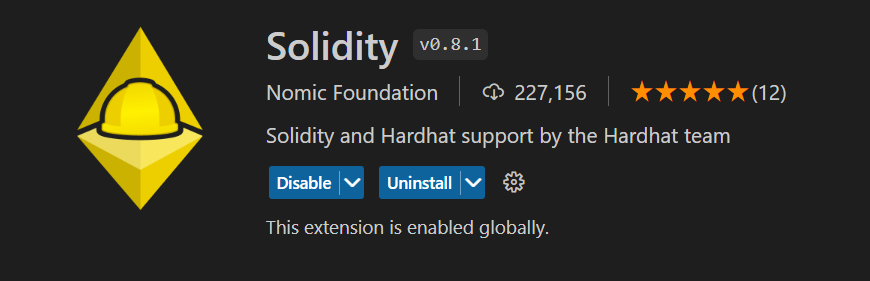 Solidity v0.8.1
Nomic Foundation 227,156 (12)
Solidity and Hardhat support by the Hardhat team
Disable Uninstall
This extension is enabled globally.